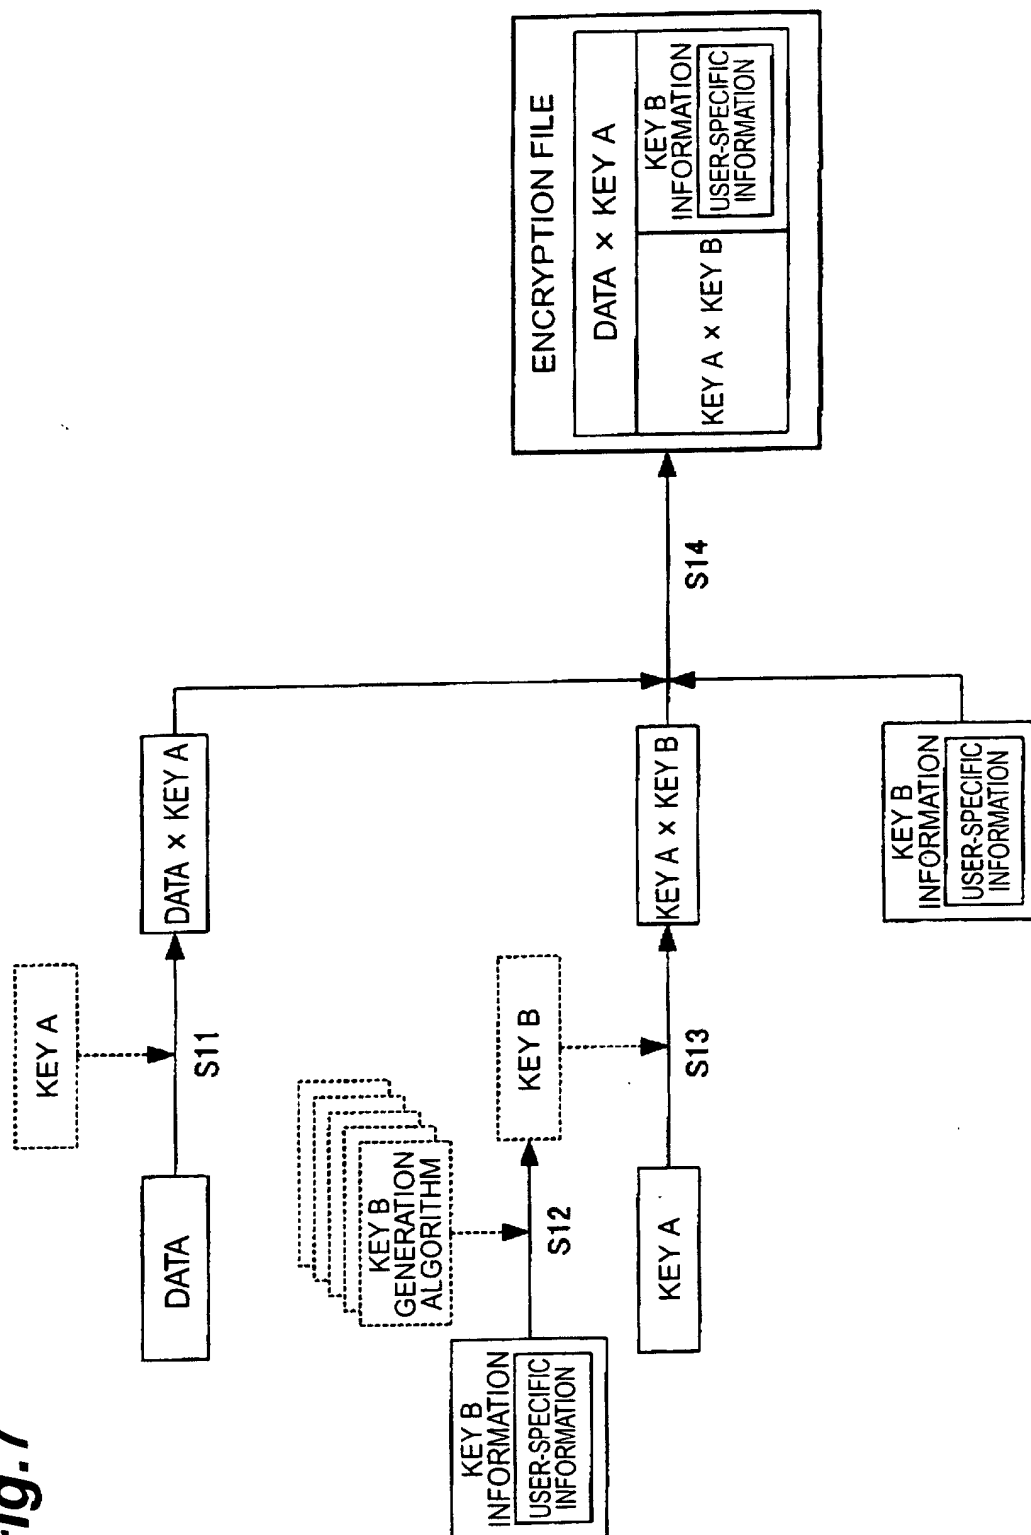 Fig.7
KEY A
DATA
S11
DATA × KEY A
KEY B
GENERATION
ALGORITHM
KEY B
INFORMATION
USER-SPECIFIC
INFORMATION
S12
KEY B
KEY A
S13
KEY A × KEY B
KEY B
INFORMATION
USER-SPECIFIC
INFORMATION
S14
ENCRYPTION FILE
DATA × KEY A
KEY A × KEY B
KEY B
INFORMATION
USER-SPECIFIC
INFORMATION